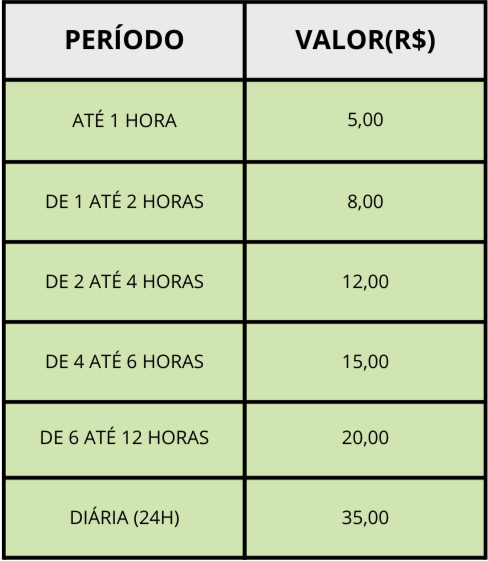 PERÍODO VALOR(R$)
ATÉ 1 HORA 5,00
DE 1 ATÉ 2 HORAS 8,00
DE 2 ATÉ 4 HORAS 12,00
DE 4 ATÉ 6 HORAS 15,00
DE 6 ATÉ 12 HORAS 20,00
DIÁRIA (24H) 35,00